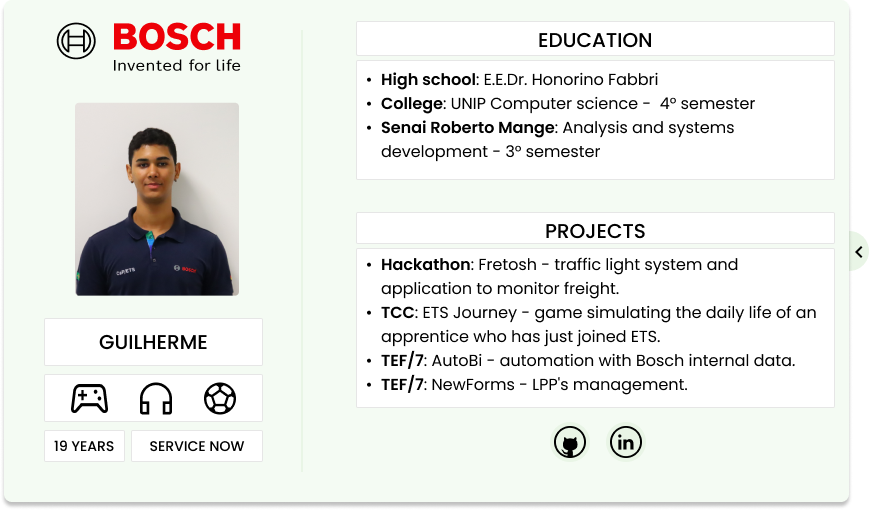 BOSCH
Invented for life
GUILHERME
19 YEARS
SERVICE NOW
EDUCATION
• High school: E.E.Dr. Honorino Fabbri
• College: UNIP Computer science -  4º semester
• Senai Roberto Mange: Analysis and systems
development - 3º semester
PROJECTS
• Hackathon: Fretosh - traffic light system and
application to monitor freight.
• TCC: ETS Journey - game simulating the daily life of an
apprentice who has just joined ETS.
• TEF/7: AutoBi - automation with Bosch internal data.
• TEF/7: NewForms - LPP's management.
in
BOSCH